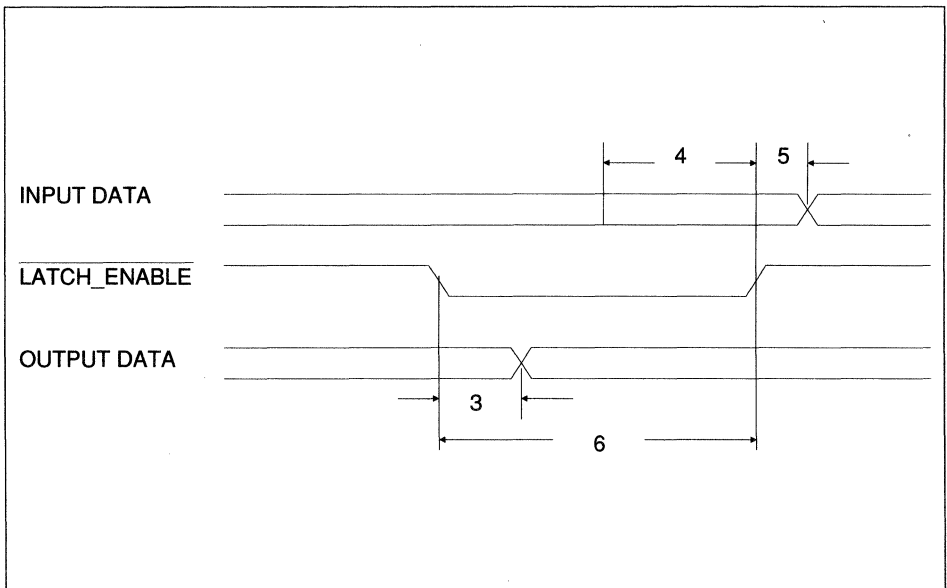 4 5
INPUT DATA
LATCH_ENABLE
OUTPUT DATA
3
6